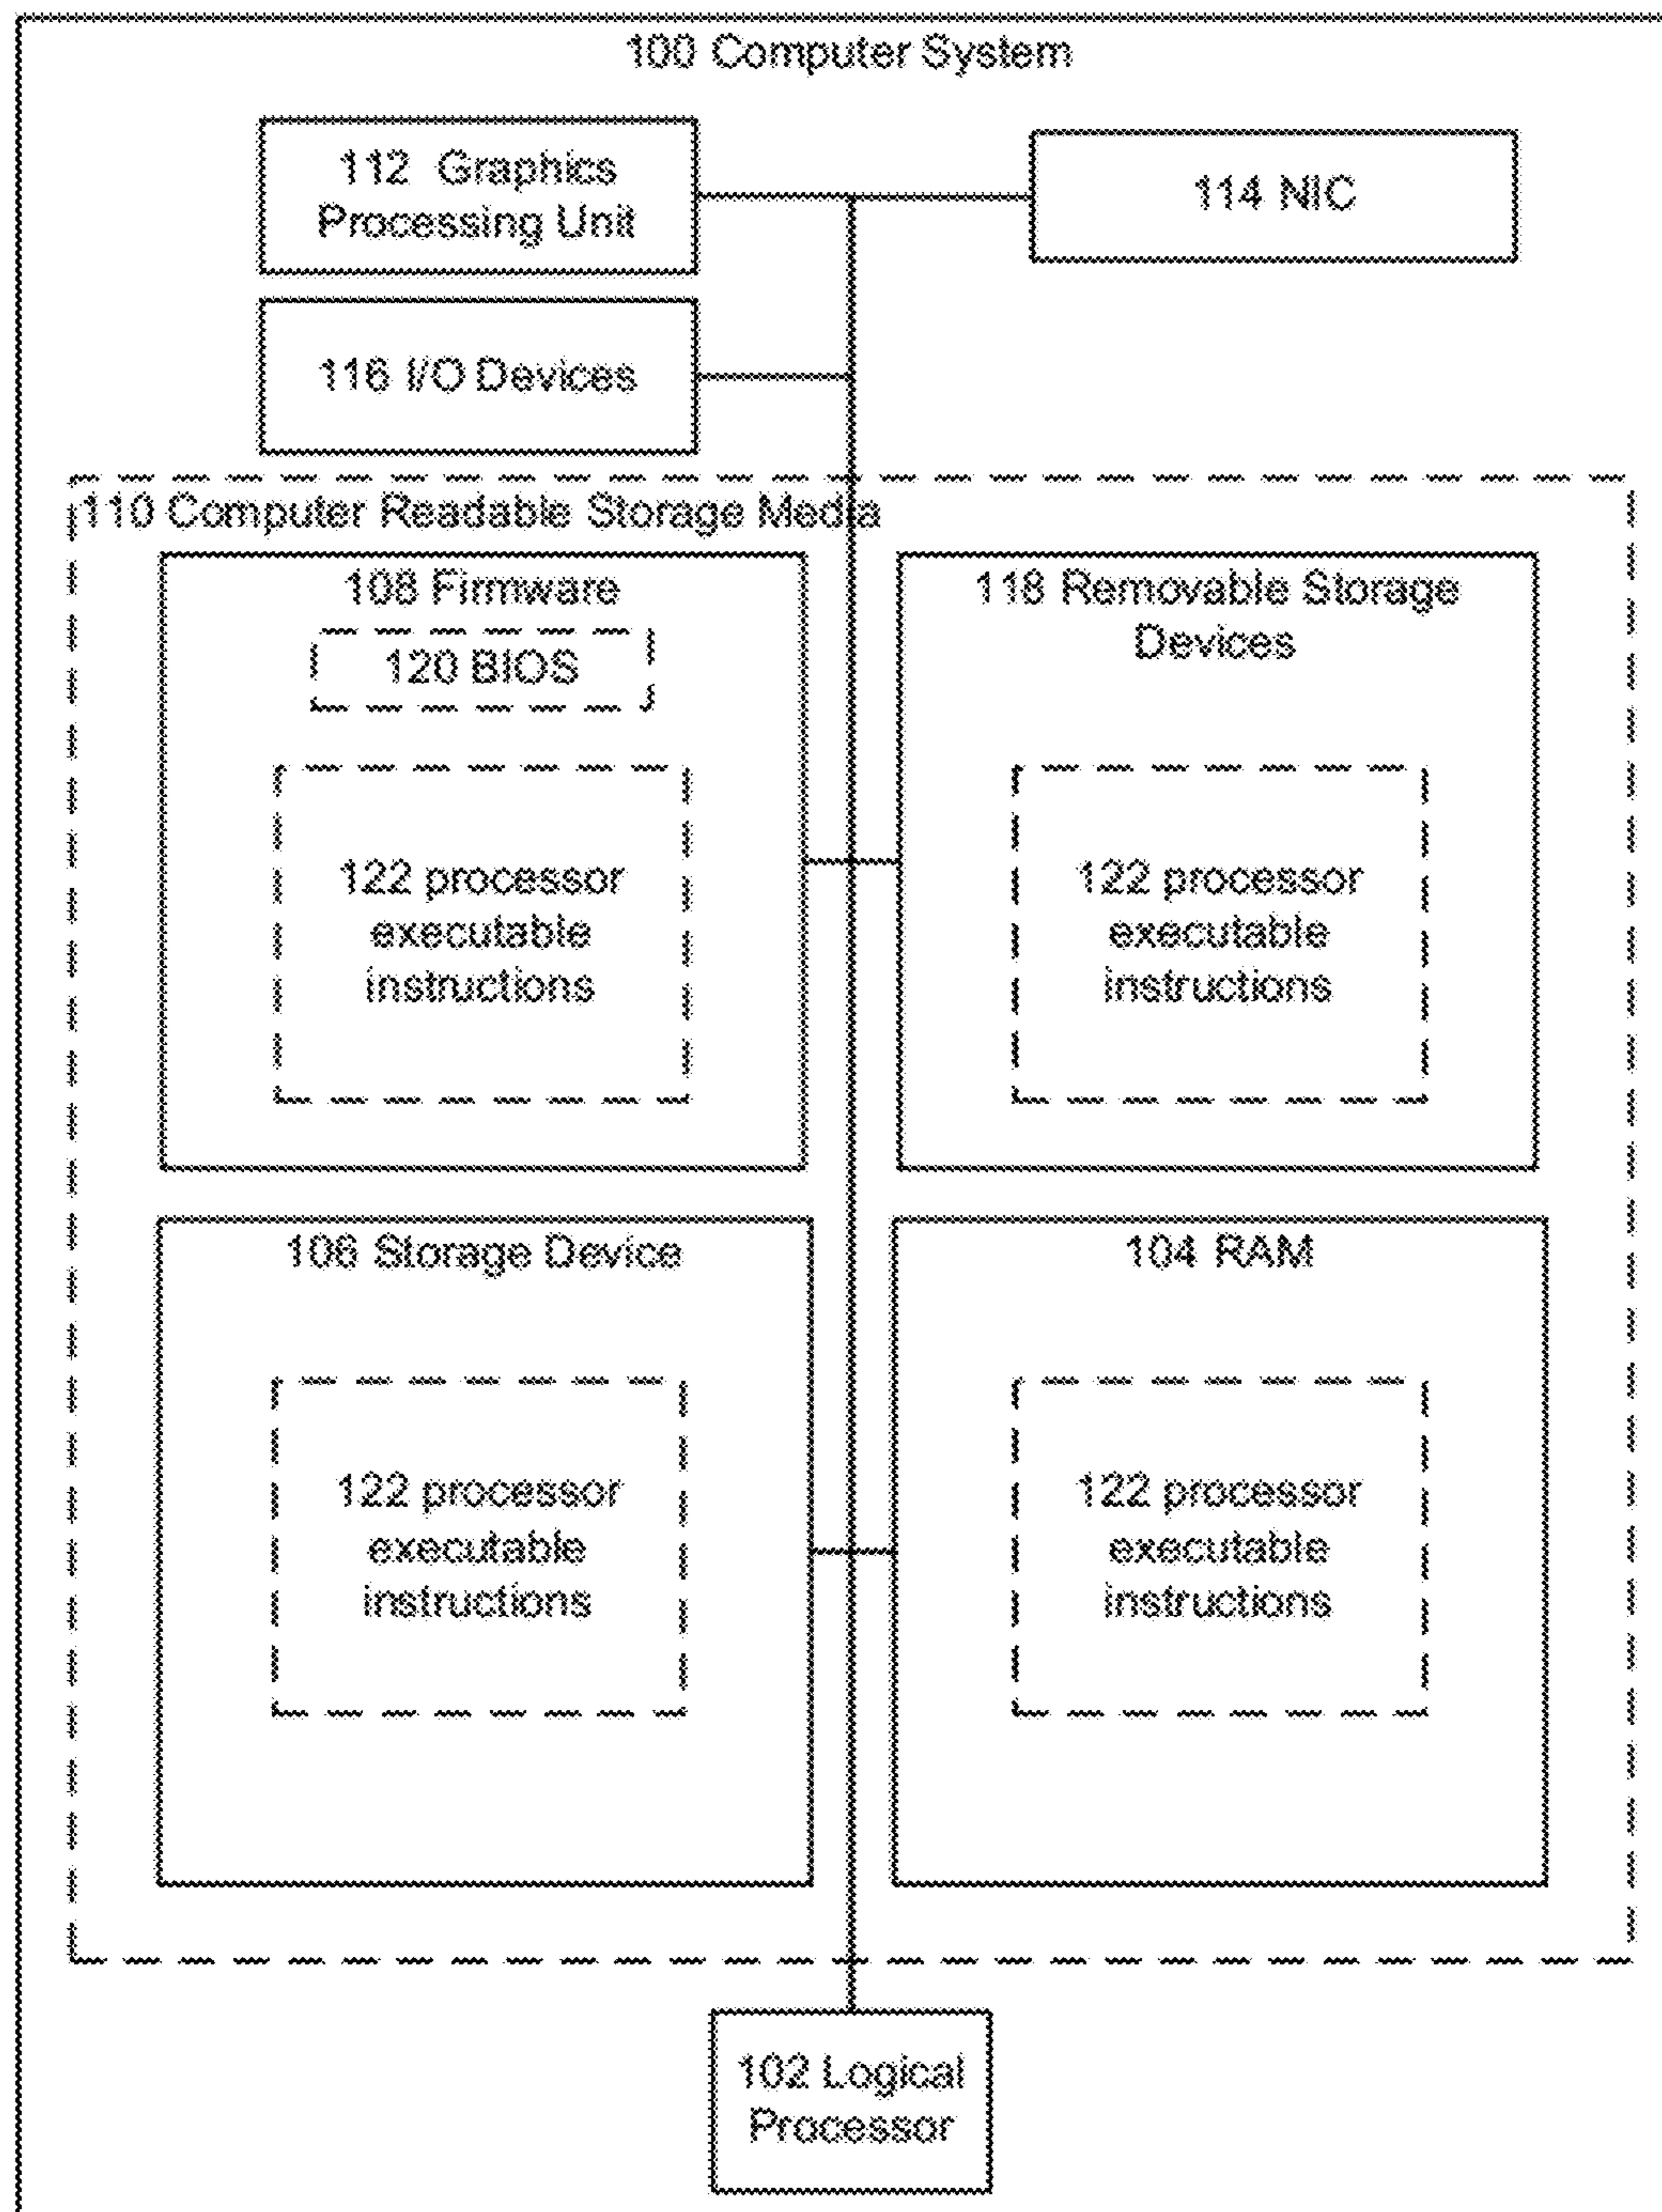 100 Computer System
112 Graphics
Processing Unit
114 NIC
116 I/O Devices
110 Computer Readable Storage Media
108 Firmware
120 BIOS
122 processor
executable
instructions
118 Removable Storage
Devices
122 processor
executable
instructions
106 Storage Device
122 processor
executable
instructions
104 RAM
122 processor
executable
instructions
102 Logical
Processor